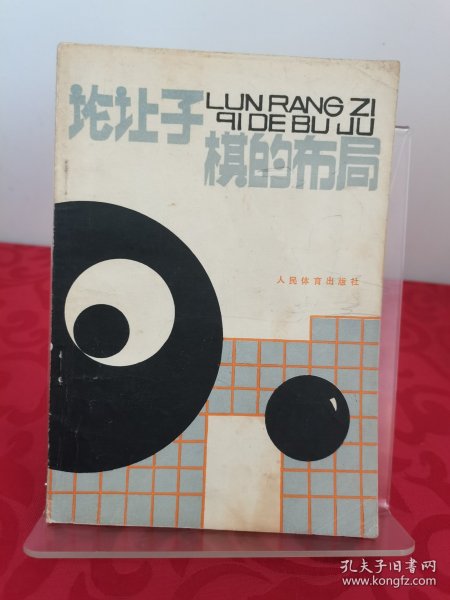 论让子
LUN RANG ZI
QI DE BU JU
棋的布局
人民体育出版社
孔夫子旧书网
www.kongfz.com